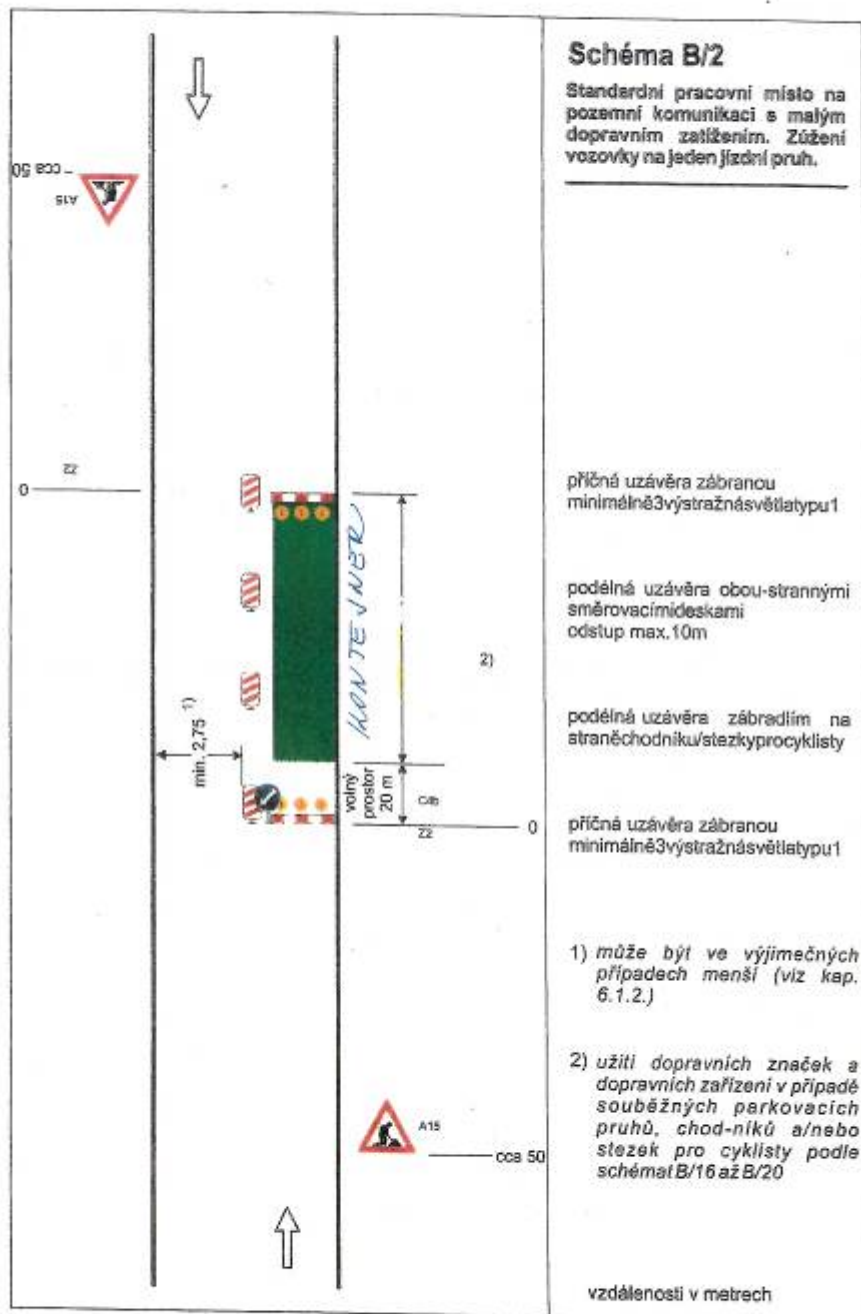 Schéma B/2
Standardní pracovní místo na
pozemní komunikaci s malým
dopravním zatížením. Zúžení
vozovky na jeden jízdní pruh.
cca 50
A15
0
Z2
příčná uzávěra zábranou
minimálně3výstražnásvětlatypu1
KONTEJNER
podélná uzávěra obou-strannými
směrovacímideskami
odstup max.10m
2)
min. 2,75 1)
podélná uzávěra zábradlím na
straněchodníku/stezkyprocyklisty
volný
prostor
20 m
C4b
Z2
0
příčná uzávěra zábranou
minimálně3výstražnásvětlatypu1
1) může být ve výjimečných
případech menší (viz kap.
6.1.2.)
2) užití dopravních značek a
dopravních zařízení v případě
souběžných parkovacích
pruhů, chod-níků a/nebo
stezek pro cyklisty podle
schématB/16ažB/20
A15
cca 50
vzdálenosti v metrech